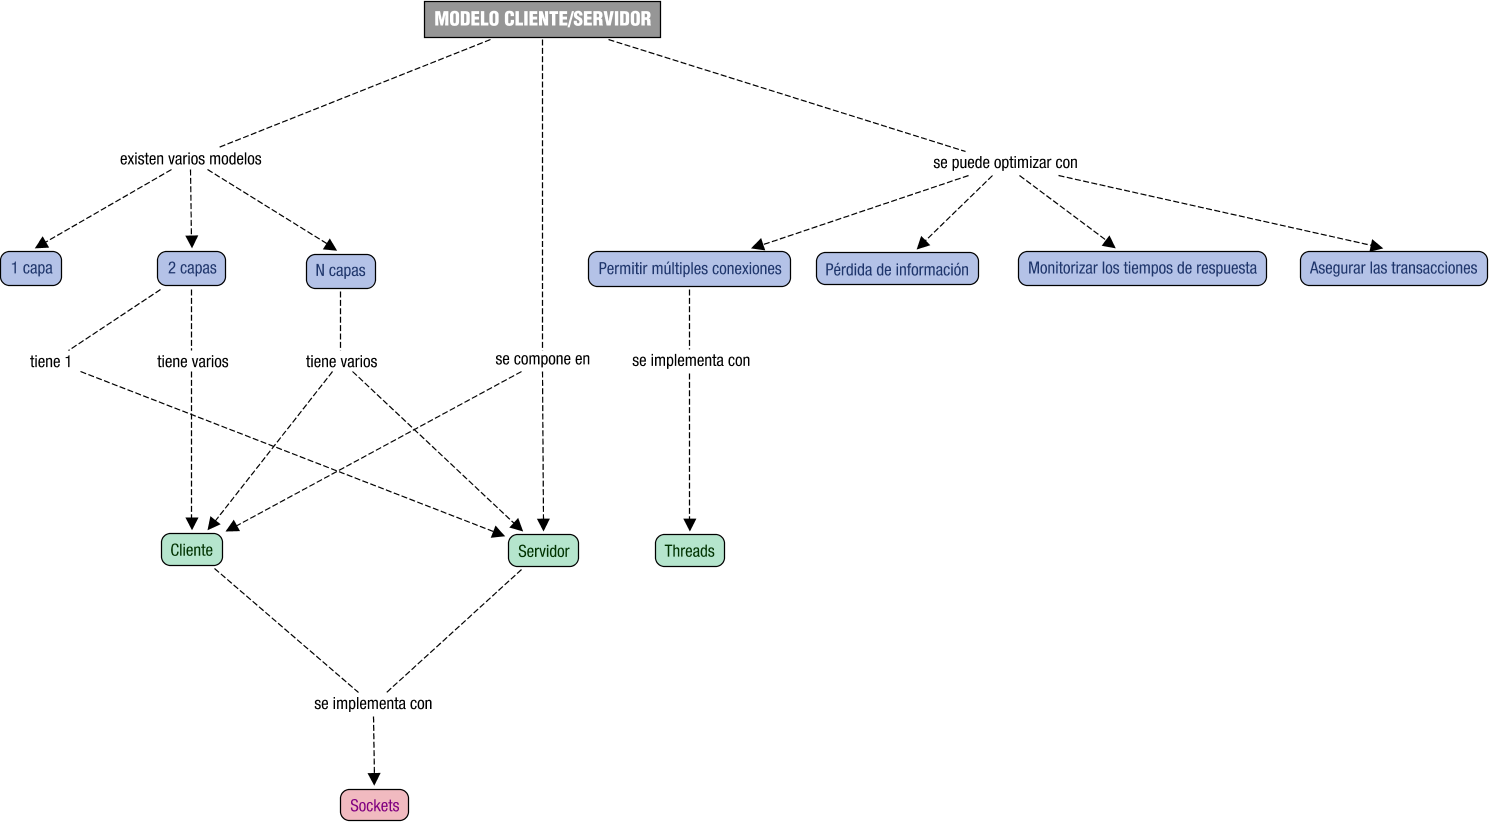 MODELO CLIENTE/SERVIDOR
existen varios modelos
se puede optimizar con
1 capa
2 capas
N capas
Permitir múltiples conexiones
Pérdida de información
Monitorizar los tiempos de respuesta
Asegurar las transacciones
tiene 1
tiene varios
tiene varios
se compone en
se implementa con
Cliente
Servidor
Threads
se implementa con
Sockets